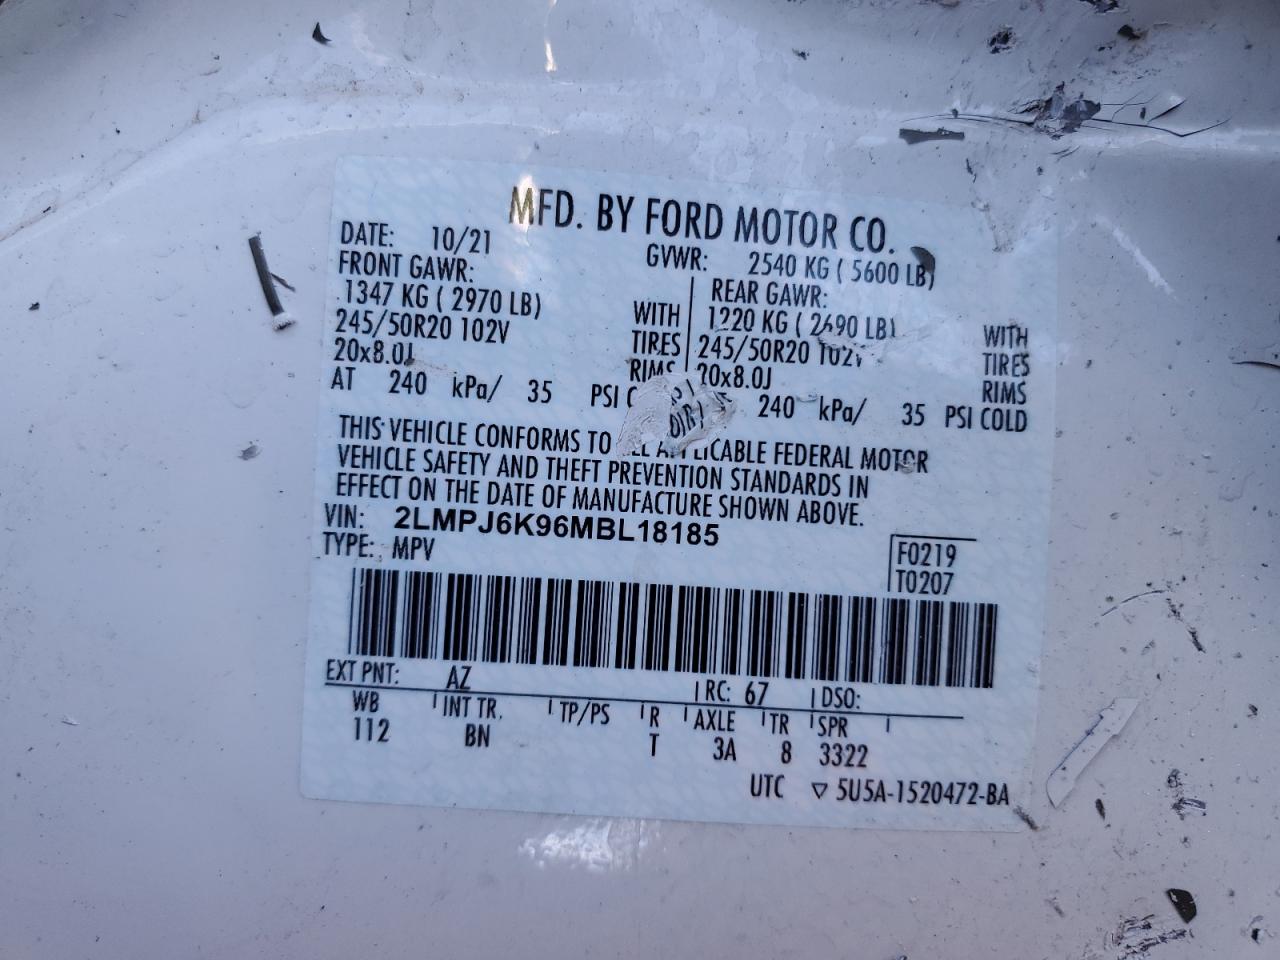 MFD. BY FORD MOTOR CO.
DATE: 10/21 GVWR: 2540 KG ( 5600 LB)
FRONT GAWR: REAR GAWR:
1347 KG ( 2970 LB) WITH 1220 KG ( 2690 LB) WITH
245/50R20 102V TIRES 245/50R20 102V TIRES
20x8.0J RIMS 20x8.0J RIMS
AT 240 kPa/ 35 PSI 240 kPa/ 35 PSI COLD
THIS VEHICLE CONFORMS TO APPLICABLE FEDERAL MOTOR
VEHICLE SAFETY AND THEFT PREVENTION STANDARDS IN
EFFECT ON THE DATE OF MANUFACTURE SHOWN ABOVE.
VIN: 2LMPJ6K96MBL18185
TYPE: MPV
F0219
T0207
EXT PNT: AZ RC: 67 DSO:
WB INT TR. TP/PS R AXLE TR SPR
112 BN T 3A 8 3322
UTC ▽ 5U5A-1520472-BA